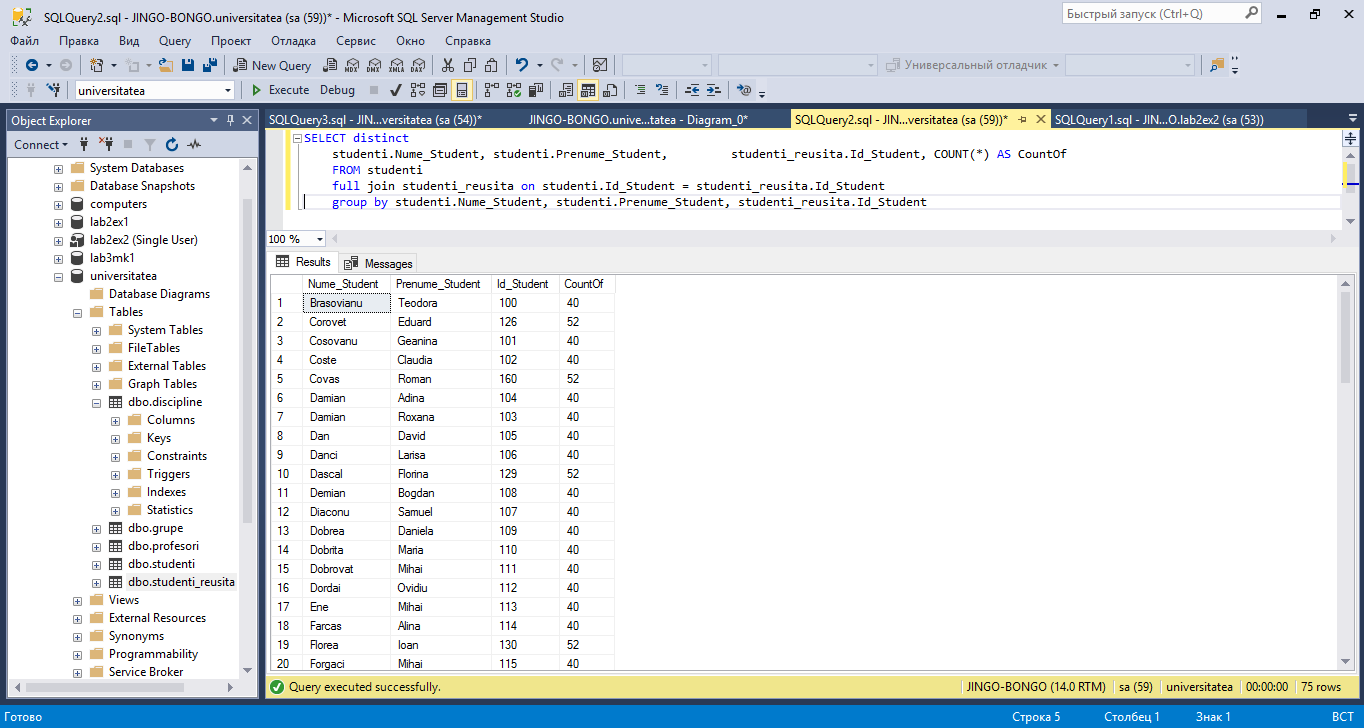 SQLQuery2.sql - JINGO-BONGO.universitatea (sa (59))* - Microsoft SQL Server Management Studio
Быстрый запуск (Ctrl+Q)
Файл Правка Вид Query Проект Отладка Сервис Окно Справка
New Query MDX DMX XMLA DAX Универсальный отладчик
universitatea Execute Debug
Object Explorer
Connect
System Databases
Database Snapshots
computers
lab2ex1
lab2ex2 (Single User)
lab3mk1
universitatea
Database Diagrams
Tables
System Tables
FileTables
External Tables
Graph Tables
dbo.discipline
Columns
Keys
Constraints
Triggers
Indexes
Statistics
dbo.grupe
dbo.profesori
dbo.studenti
dbo.studenti_reusita
Views
External Resources
Synonyms
Programmability
Service Broker
SQLQuery3.sql - JIN...versitatea (sa (54))* JINGO-BONGO.unive...tatea - Diagram_0* SQLQuery2.sql - JIN...versitatea (sa (59))* SQLQuery1.sql - JIN...O.lab2ex2 (sa (53))
SELECT distinct
studenti.Nume_Student, studenti.Prenume_Student, studenti_reusita.Id_Student, COUNT(*) AS CountOf
FROM studenti
full join studenti_reusita on studenti.Id_Student = studenti_reusita.Id_Student
group by studenti.Nume_Student, studenti.Prenume_Student, studenti_reusita.Id_Student
100 %
Results Messages
Nume_Student Prenume_Student Id_Student CountOf
1 Brasovianu Teodora 100 40
2 Corovet Eduard 126 52
3 Cosovanu Geanina 101 40
4 Coste Claudia 102 40
5 Covas Roman 160 52
6 Damian Adina 104 40
7 Damian Roxana 103 40
8 Dan David 105 40
9 Danci Larisa 106 40
10 Dascal Florina 129 52
11 Demian Bogdan 108 40
12 Diaconu Samuel 107 40
13 Dobrea Daniela 109 40
14 Dobrita Maria 110 40
15 Dobrovat Mihai 111 40
16 Dordai Ovidiu 112 40
17 Ene Mihai 113 40
18 Farcas Alina 114 40
19 Florea Ioan 130 52
20 Forgaci Mihai 115 40
Query executed successfully. JINGO-BONGO (14.0 RTM) sa (59) universitatea 00:00:00 75 rows
Готово Строка 5 Столбец 1 Знак 1 ВСТ